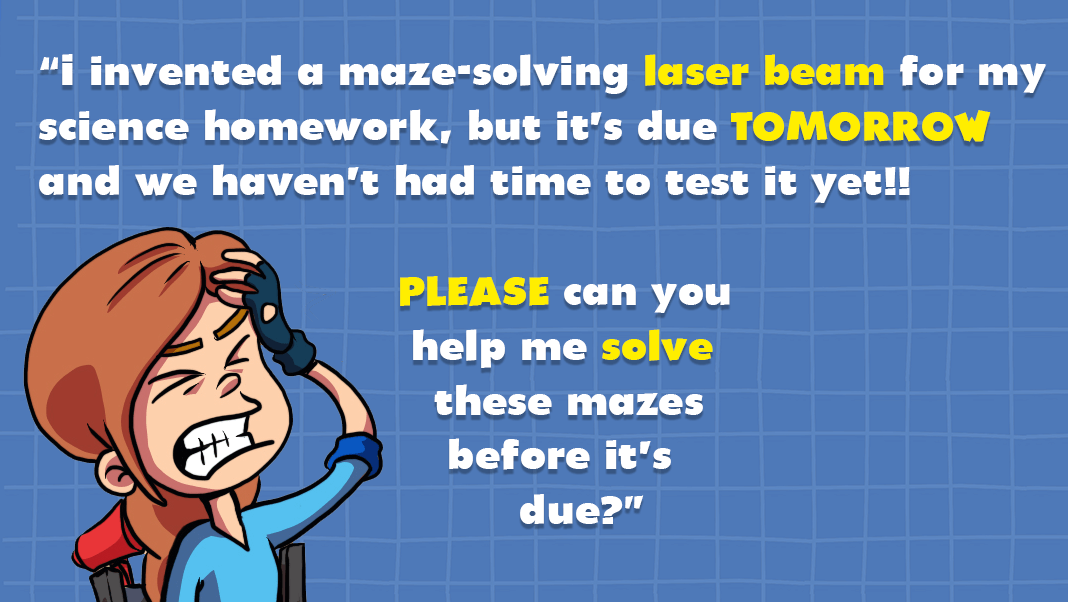 “i invented a maze-solving laser beam for my
science homework, but it’s due TOMORROW
and we haven’t had time to test it yet!!
PLEASE can you
help me solve
these mazes
before it’s
due?”